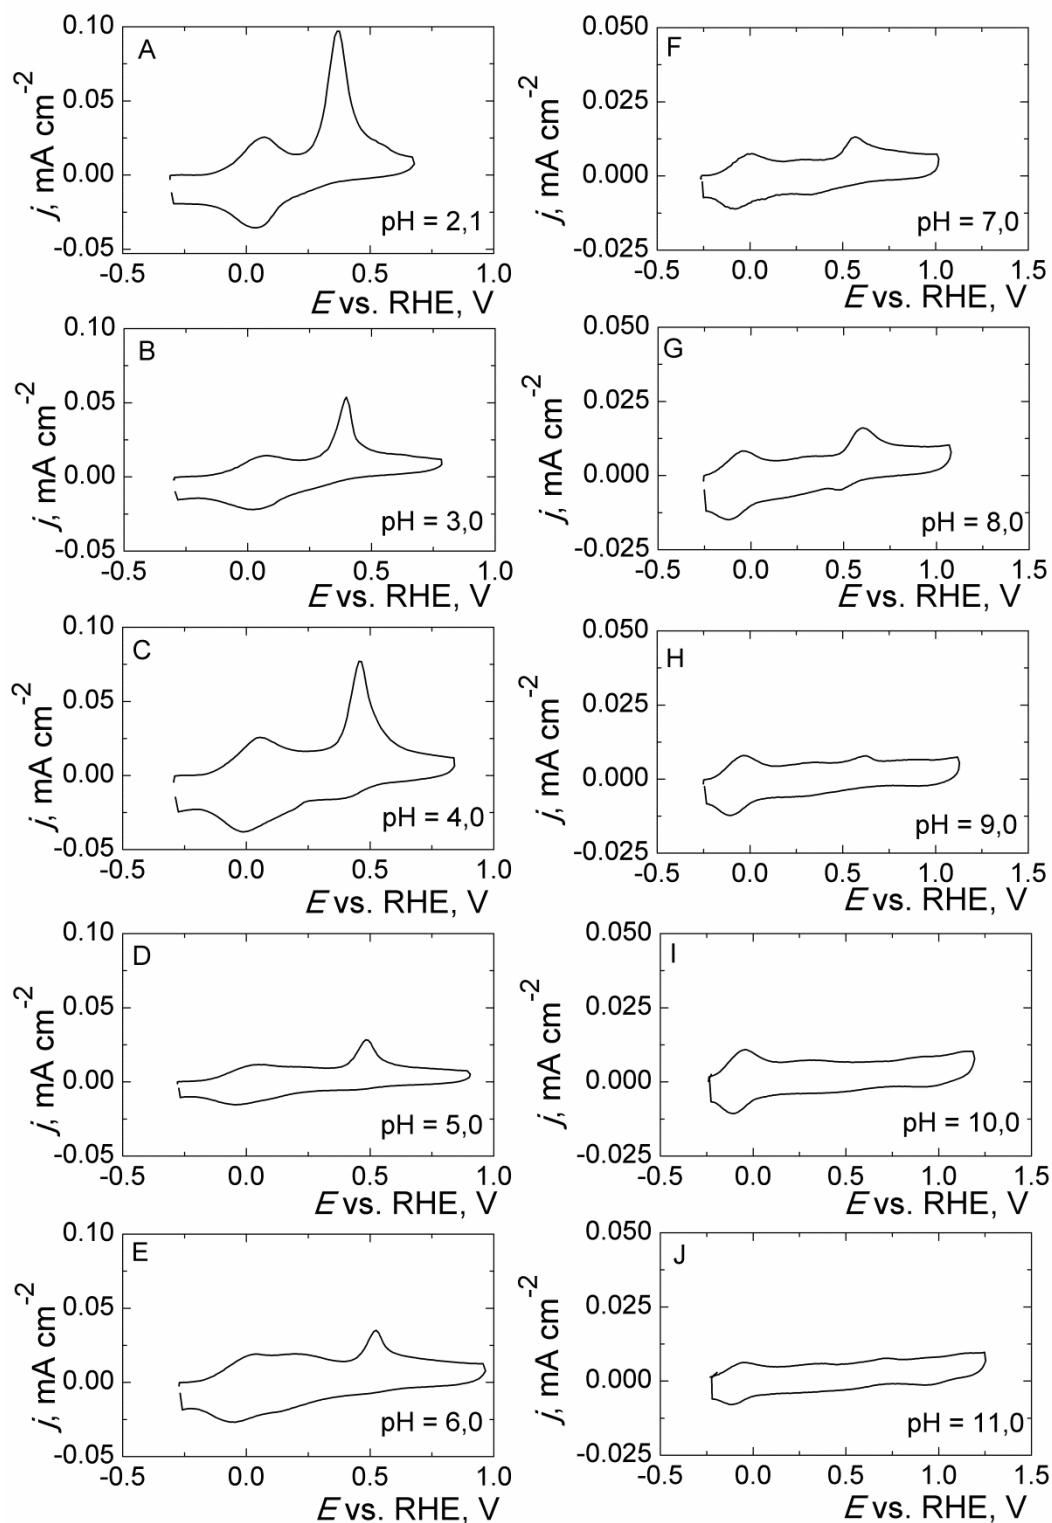 A
0.10
0.05
0.00
-0.05
j, mA cm-2
pH = 2,1
-0.5 0.0 0.5 1.0
E vs. RHE, V
B
0.10
0.05
0.00
-0.05
j, mA cm-2
pH = 3,0
-0.5 0.0 0.5 1.0
E vs. RHE, V
C
0.10
0.05
0.00
-0.05
j, mA cm-2
pH = 4,0
-0.5 0.0 0.5 1.0
E vs. RHE, V
D
0.10
0.05
0.00
-0.05
j, mA cm-2
pH = 5,0
-0.5 0.0 0.5 1.0
E vs. RHE, V
E
0.10
0.05
0.00
-0.05
j, mA cm-2
pH = 6,0
-0.5 0.0 0.5 1.0
E vs. RHE, V
F
0.050
0.025
0.000
-0.025
j, mA cm-2
pH = 7,0
-0.5 0.0 0.5 1.0 1.5
E vs. RHE, V
G
0.050
0.025
0.000
-0.025
j, mA cm-2
pH = 8,0
-0.5 0.0 0.5 1.0 1.5
E vs. RHE, V
H
0.050
0.025
0.000
-0.025
j, mA cm-2
pH = 9,0
-0.5 0.0 0.5 1.0 1.5
E vs. RHE, V
I
0.050
0.025
0.000
-0.025
j, mA cm-2
pH = 10,0
-0.5 0.0 0.5 1.0 1.5
E vs. RHE, V
J
0.050
0.025
0.000
-0.025
j, mA cm-2
pH = 11,0
-0.5 0.0 0.5 1.0 1.5
E vs. RHE, V